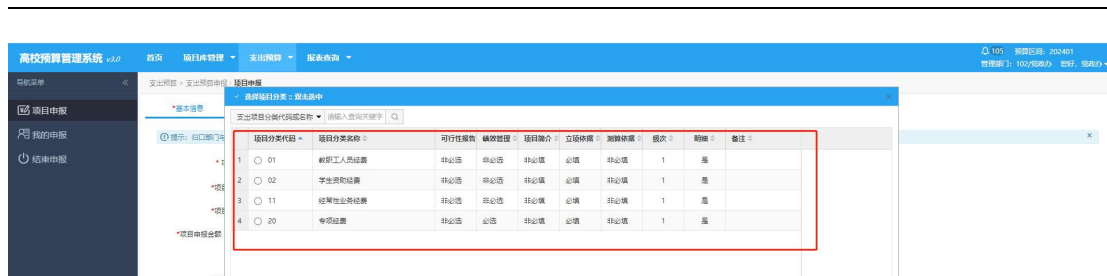 高校预算管理系统 v3.0 首页 项目库管理 支出预算 报表查询 105 预算区间: 202401
管理部门: 102/党政办 您好, 党政办
导航菜单 « 支出预算 > 支出预算申报 > 项目申报
选择项目分类 :: 双击选中 ×
项目申报 *基本信息
支出项目分类代码或名称 请输入查询关键字
我的申报 提示: 归口部门与 ×
项目分类代码 项目分类名称 可行性报告 绩效管理 项目简介 立项依据 测算依据 级次 明细 备注
结束申报
1 01 教职工人员经费 非必选 非必选 非必填 必填 非必填 1 是
2 02 学生资助经费 非必选 非必选 非必填 必填 非必填 1 是
*项目
3 11 经常性业务经费 非必选 非必选 非必填 必填 非必填 1 是
*项目
4 20 专项经费 非必选 必选 非必填 必填 非必填 1 是
*项目申报金额